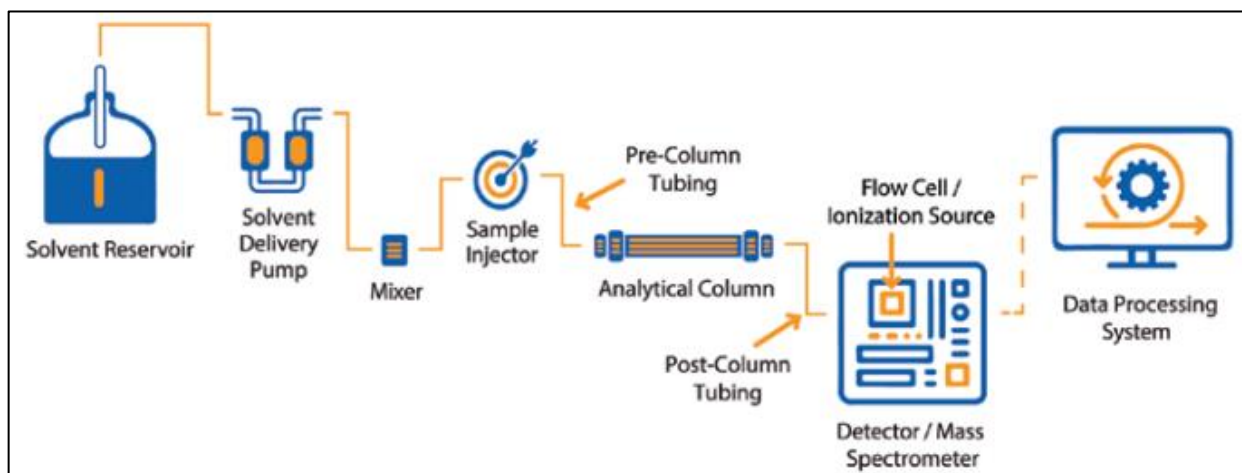 Solvent Reservoir
Solvent
Delivery
Pump
Mixer
Sample
Injector
Pre-Column
Tubing
Analytical Column
Post-Column
Tubing
Flow Cell /
Ionization Source
Detector / Mass
Spectrometer
Data Processing
System